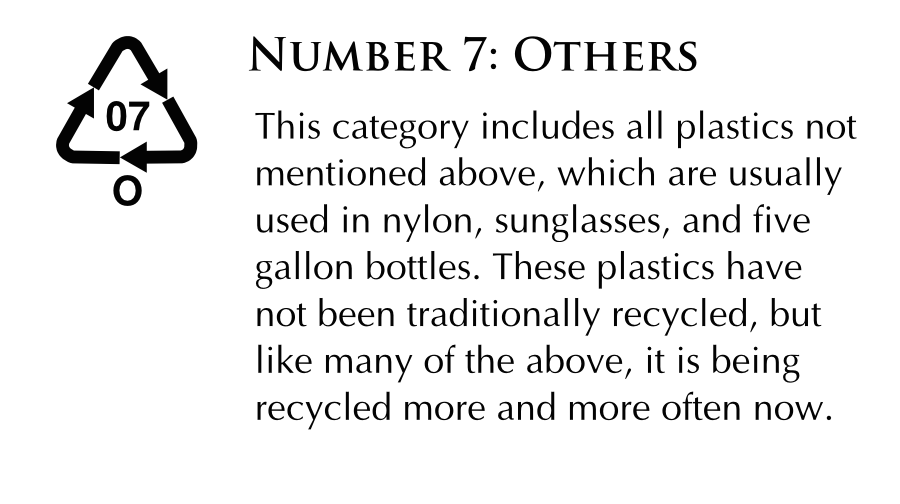 07
O
NUMBER 7: OTHERS
This category includes all plastics not
mentioned above, which are usually
used in nylon, sunglasses, and five
gallon bottles. These plastics have
not been traditionally recycled, but
like many of the above, it is being
recycled more and more often now.